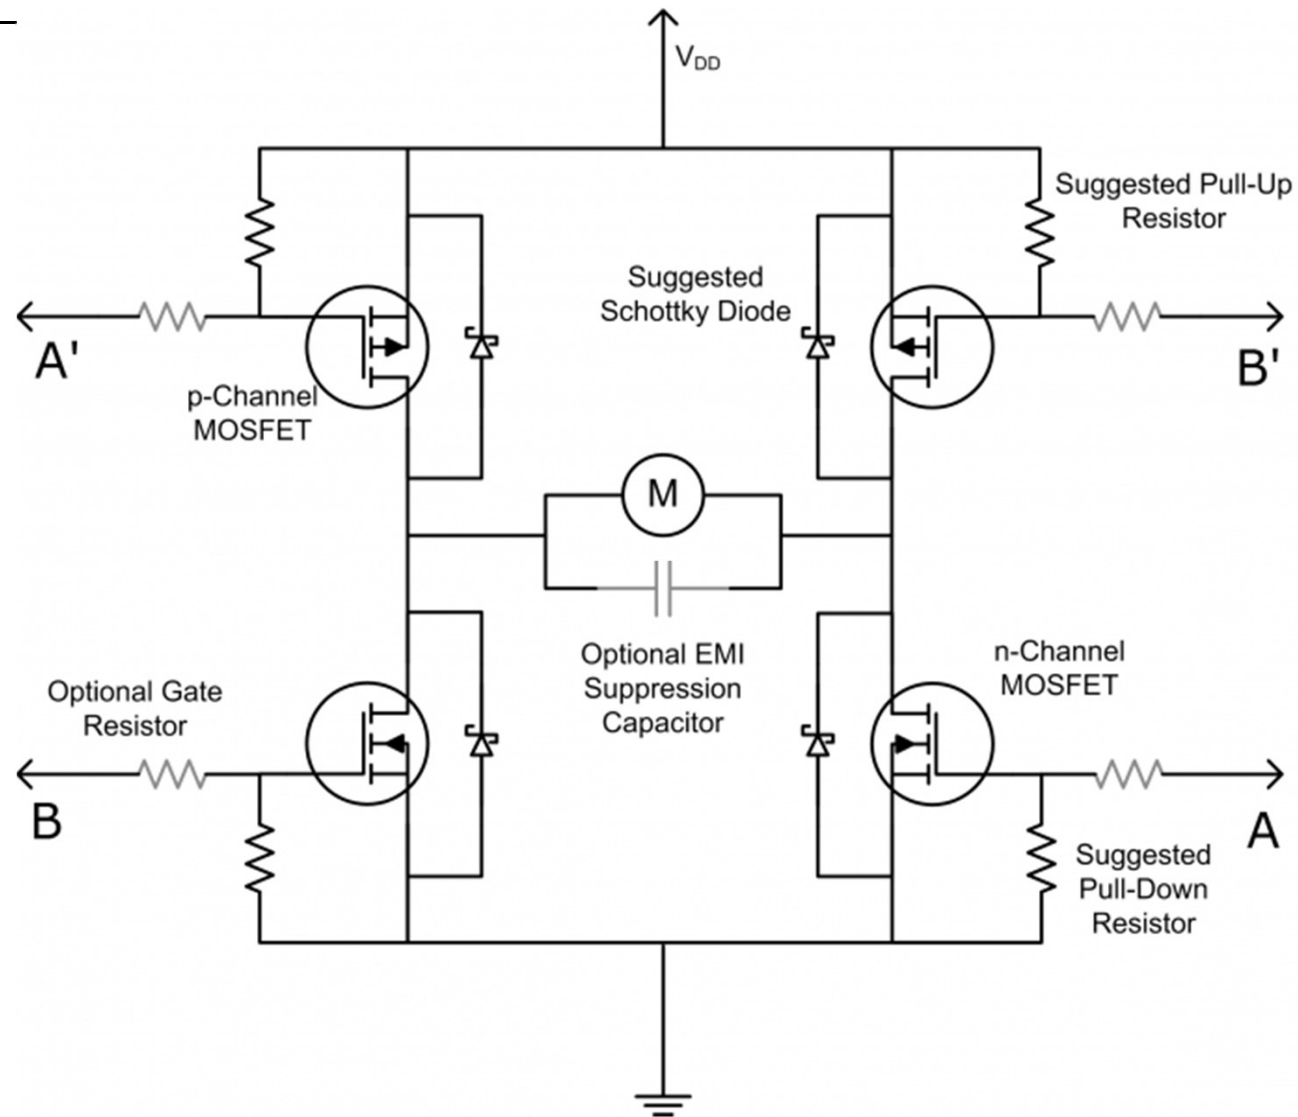 V_DD
Suggested Pull-Up
Resistor
Suggested
Schottky Diode
A'
B'
p-Channel
MOSFET
M
Optional EMI
Suppression
Capacitor
n-Channel
MOSFET
Optional Gate
Resistor
B
A
Suggested
Pull-Down
Resistor